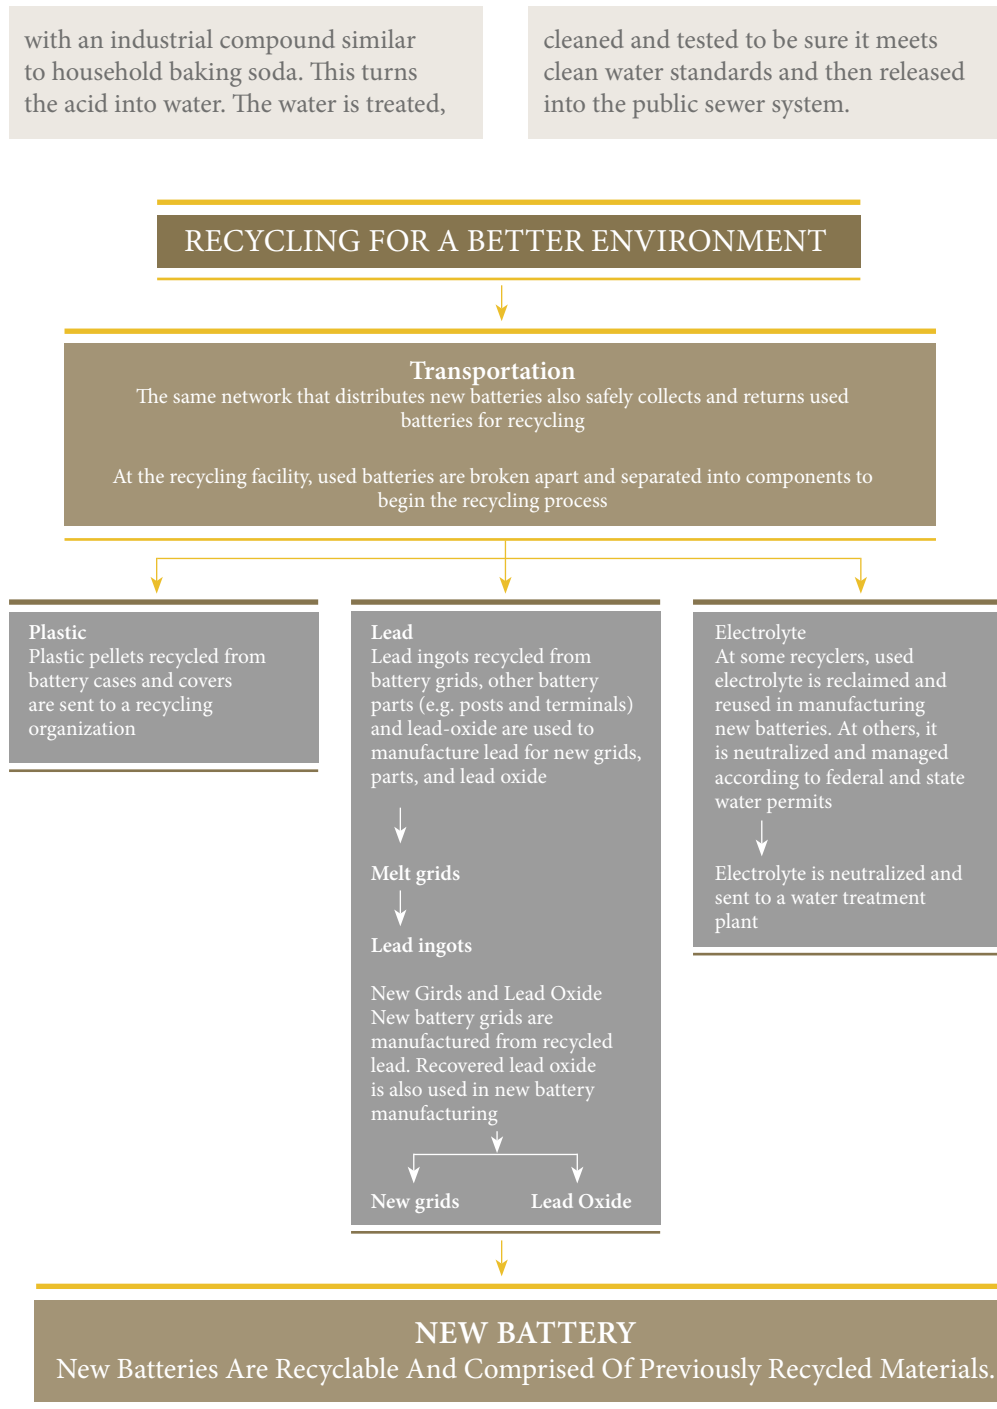 with an industrial compound similar
to household baking soda. This turns
the acid into water. The water is treated,
cleaned and tested to be sure it meets
clean water standards and then released
into the public sewer system.
RECYCLING FOR A BETTER ENVIRONMENT
Transportation
The same network that distributes new batteries also safely collects and returns used
batteries for recycling
At the recycling facility, used batteries are broken apart and separated into components to
begin the recycling process
Plastic
Plastic pellets recycled from
battery cases and covers
are sent to a recycling
organization
Lead
Lead ingots recycled from
battery grids, other battery
parts (e.g. posts and terminals)
and lead-oxide are used to
manufacture lead for new grids,
parts, and lead oxide
Melt grids
Lead ingots
New Girds and Lead Oxide
New battery grids are
manufactured from recycled
lead. Recovered lead oxide
is also used in new battery
manufacturing
New grids
Lead Oxide
Electrolyte
At some recyclers, used
electrolyte is reclaimed and
reused in manufacturing
new batteries. At others, it
is neutralized and managed
according to federal and state
water permits
Electrolyte is neutralized and
sent to a water treatment
plant
NEW BATTERY
New Batteries Are Recyclable And Comprised Of Previously Recycled Materials.